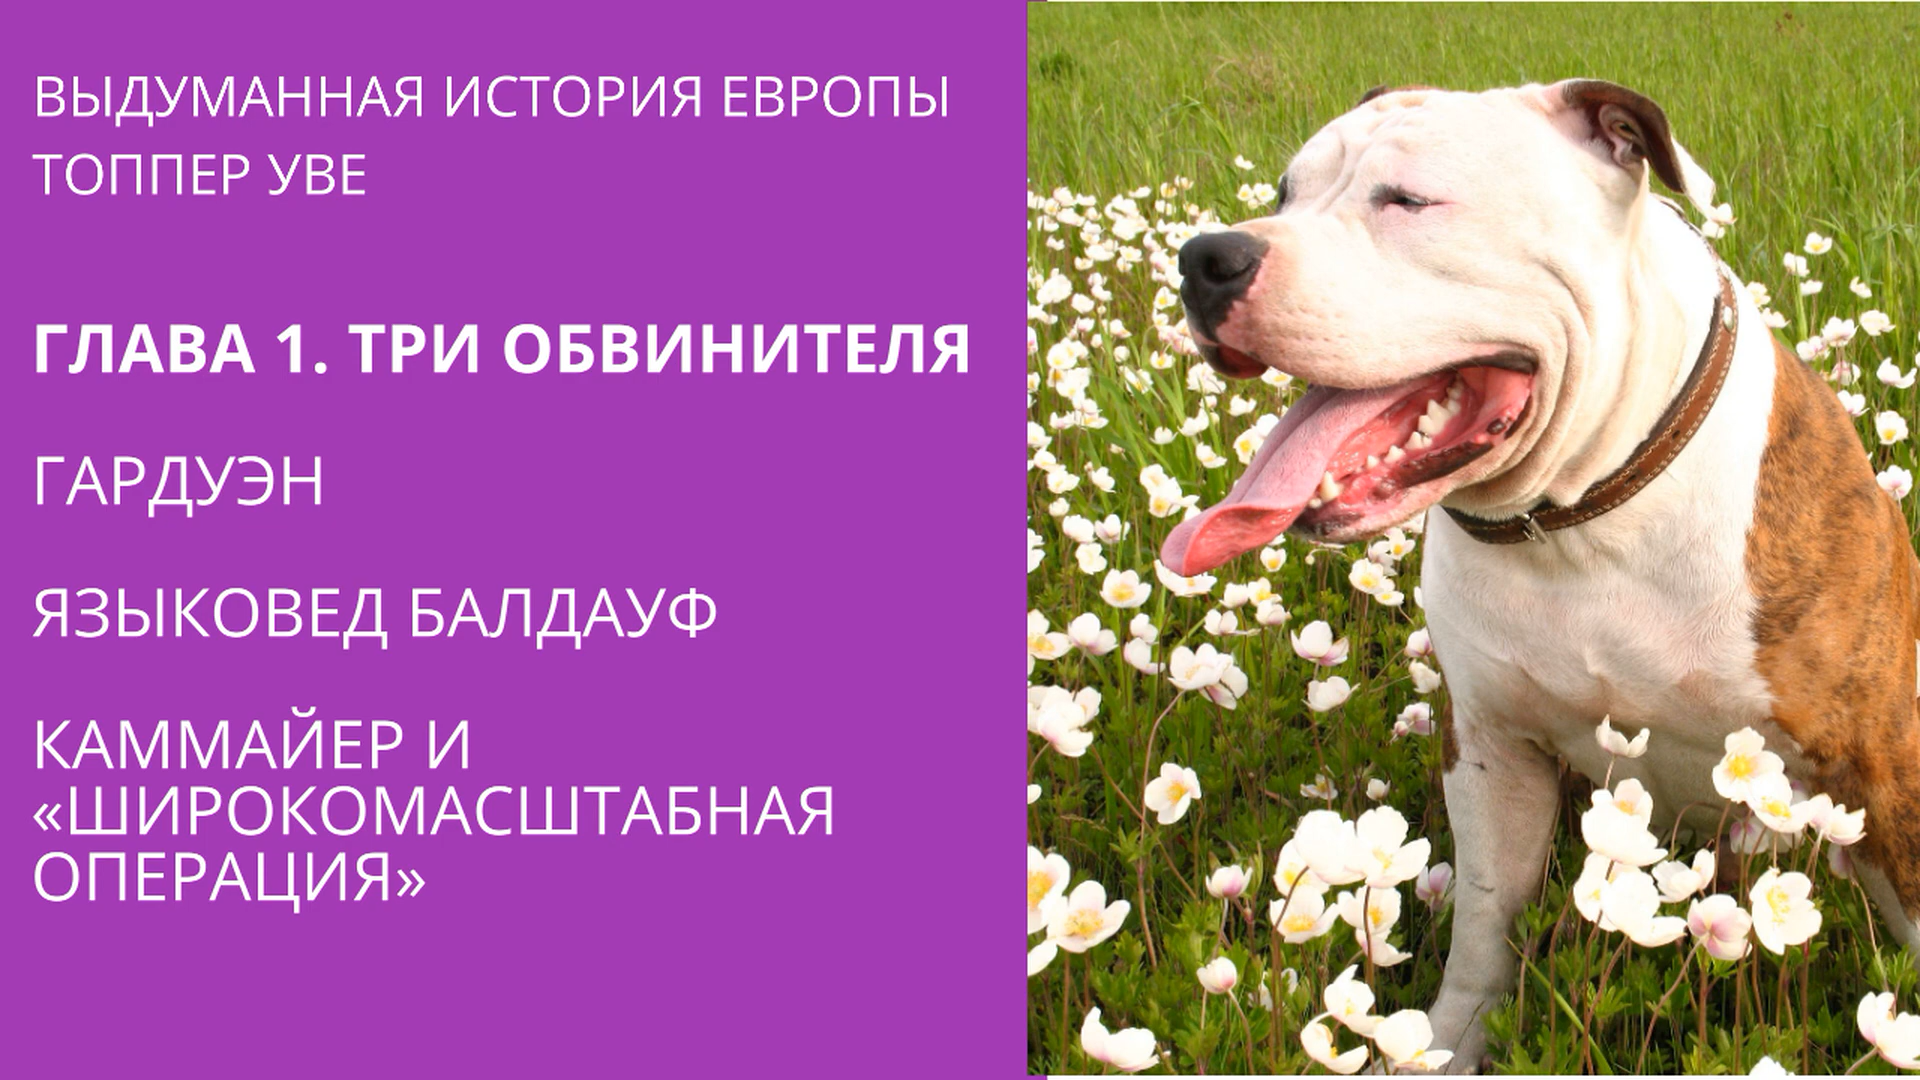 ВЫДУМАННАЯ ИСТОРИЯ ЕВРОПЫ
ТОППЕР УВЕ
ГЛАВА 1. ТРИ ОБВИНИТЕЛЯ
ГАРДУЭН
ЯЗЫКОВЕД БАЛДАУФ
КАММАЙЕР И
«ШИРОКОМАСШТАБНАЯ
ОПЕРАЦИЯ»